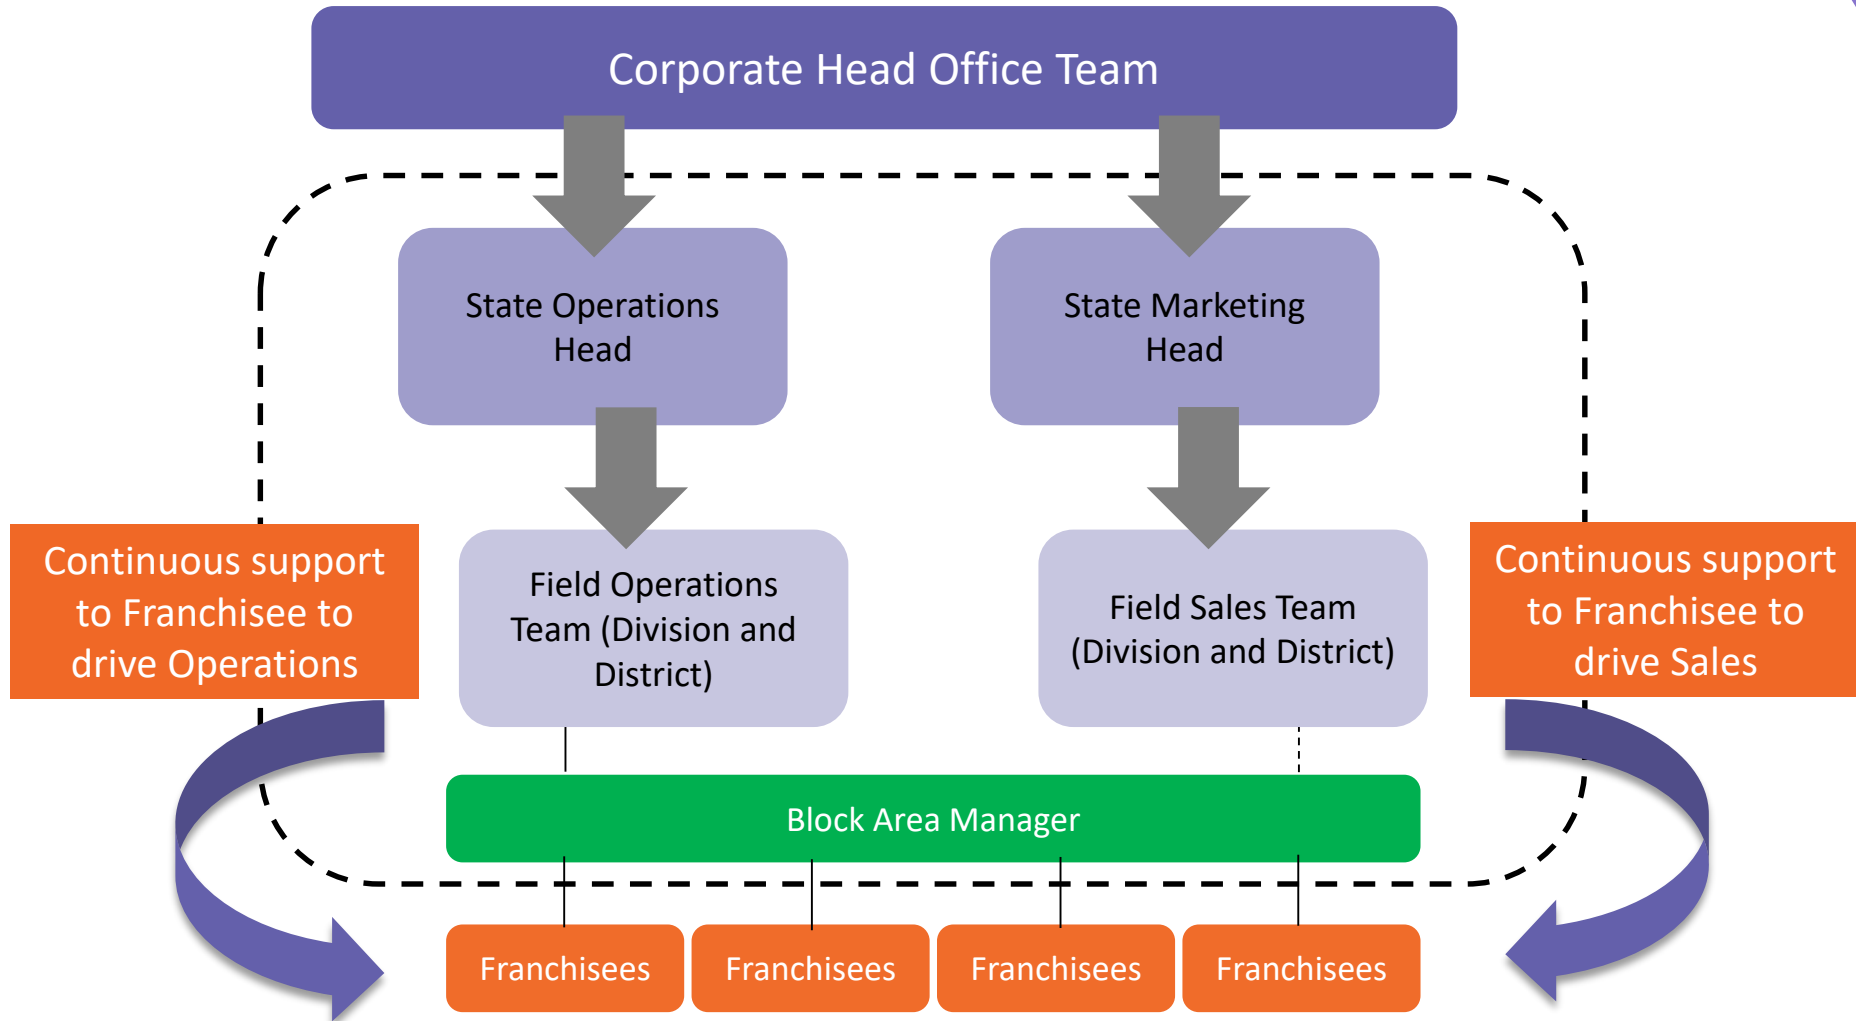 Corporate Head Office Team
State Operations
Head
State Marketing
Head
Continuous support
to Franchisee to
drive Operations
Field Operations
Team (Division and
District)
Field Sales Team
(Division and District)
Continuous support
to Franchisee to
drive Sales
Block Area Manager
Franchisees
Franchisees
Franchisees
Franchisees